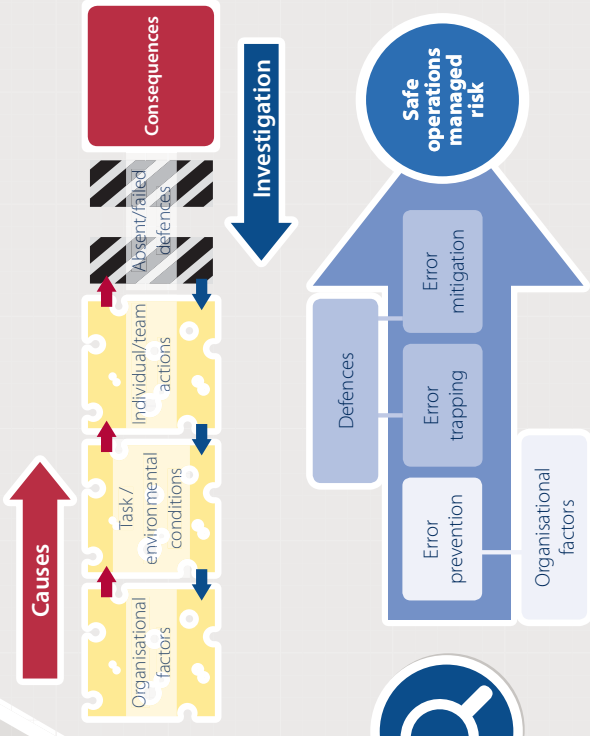 Causes
Organisational
factors
Task /
environmental
conditions
Individual/team
actions
Absent/failed
defences
Consequences
Investigation
Defences
Error
prevention
Error
trapping
Error
mitigation
Organisational
factors
Safe
operations
managed
risk